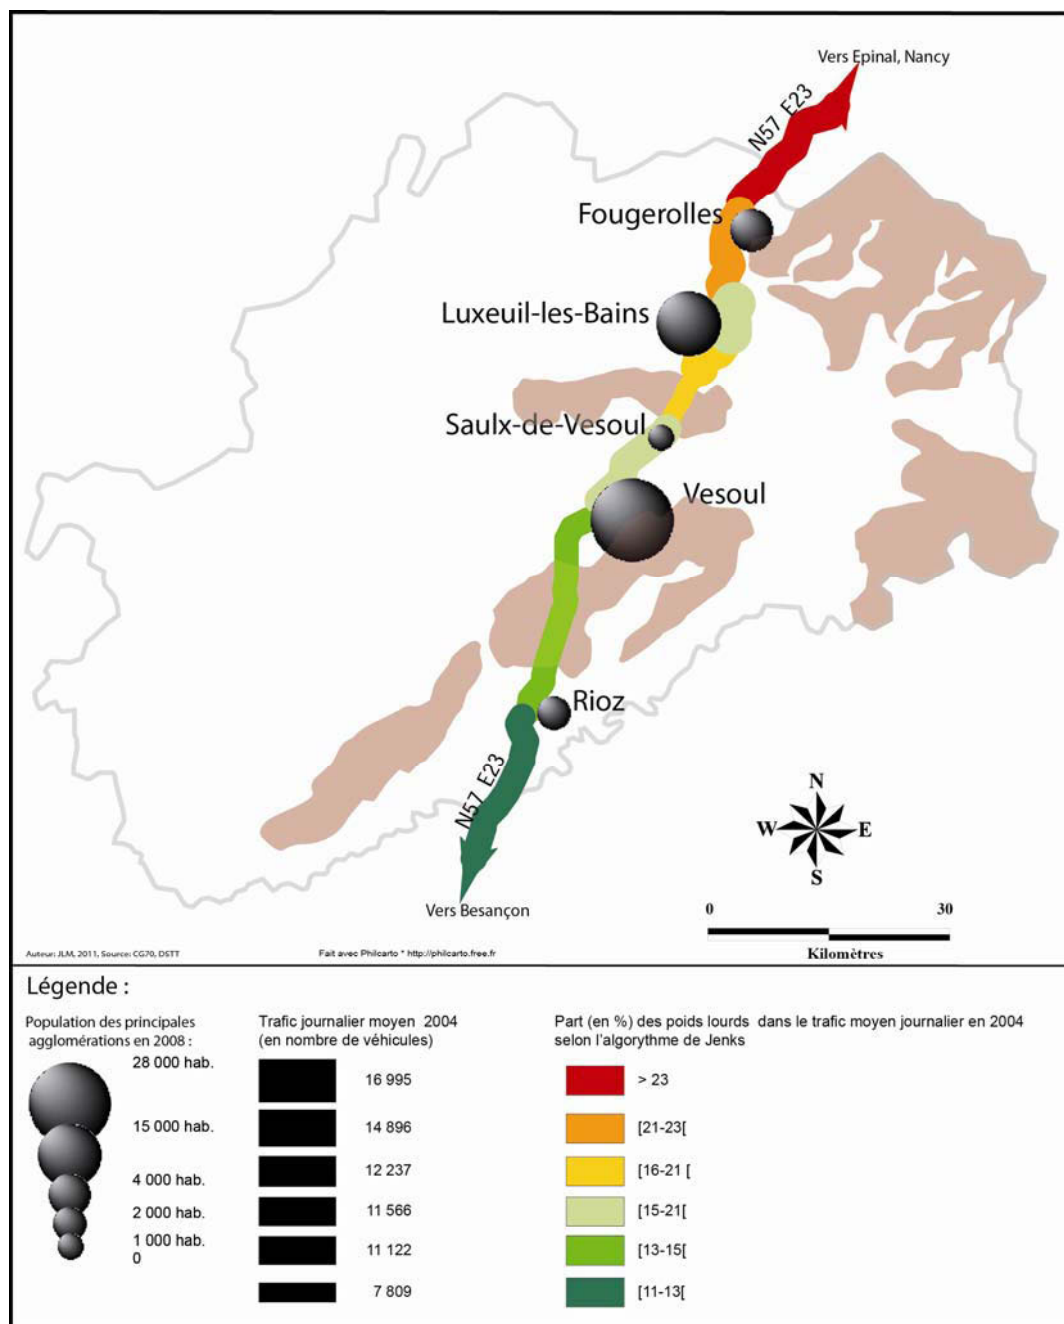 Vers Epinal, Nancy
N57 E23
Fougerolles
Luxeuil-les-Bains
Saulx-de-Vesoul
Vesoul
Rioz
N57 E23
Vers Besançon
N
W E
S
0 30
Kilomètres
Auteur: JLM, 2011, Source: CG70, DSTT
Fait avec Philcarto * http://philcarto.free.fr
Légende :
Population des principales
agglomérations en 2008 :
28 000 hab.
15 000 hab.
4 000 hab.
2 000 hab.
1 000 hab.
0
Trafic journalier moyen 2004
(en nombre de véhicules)
16 995
14 896
12 237
11 566
11 122
7 809
Part (en %) des poids lourds dans le trafic moyen journalier en 2004
selon l'algorythme de Jenks
> 23
[21-23[
[16-21 [
[15-21[
[13-15[
[11-13[